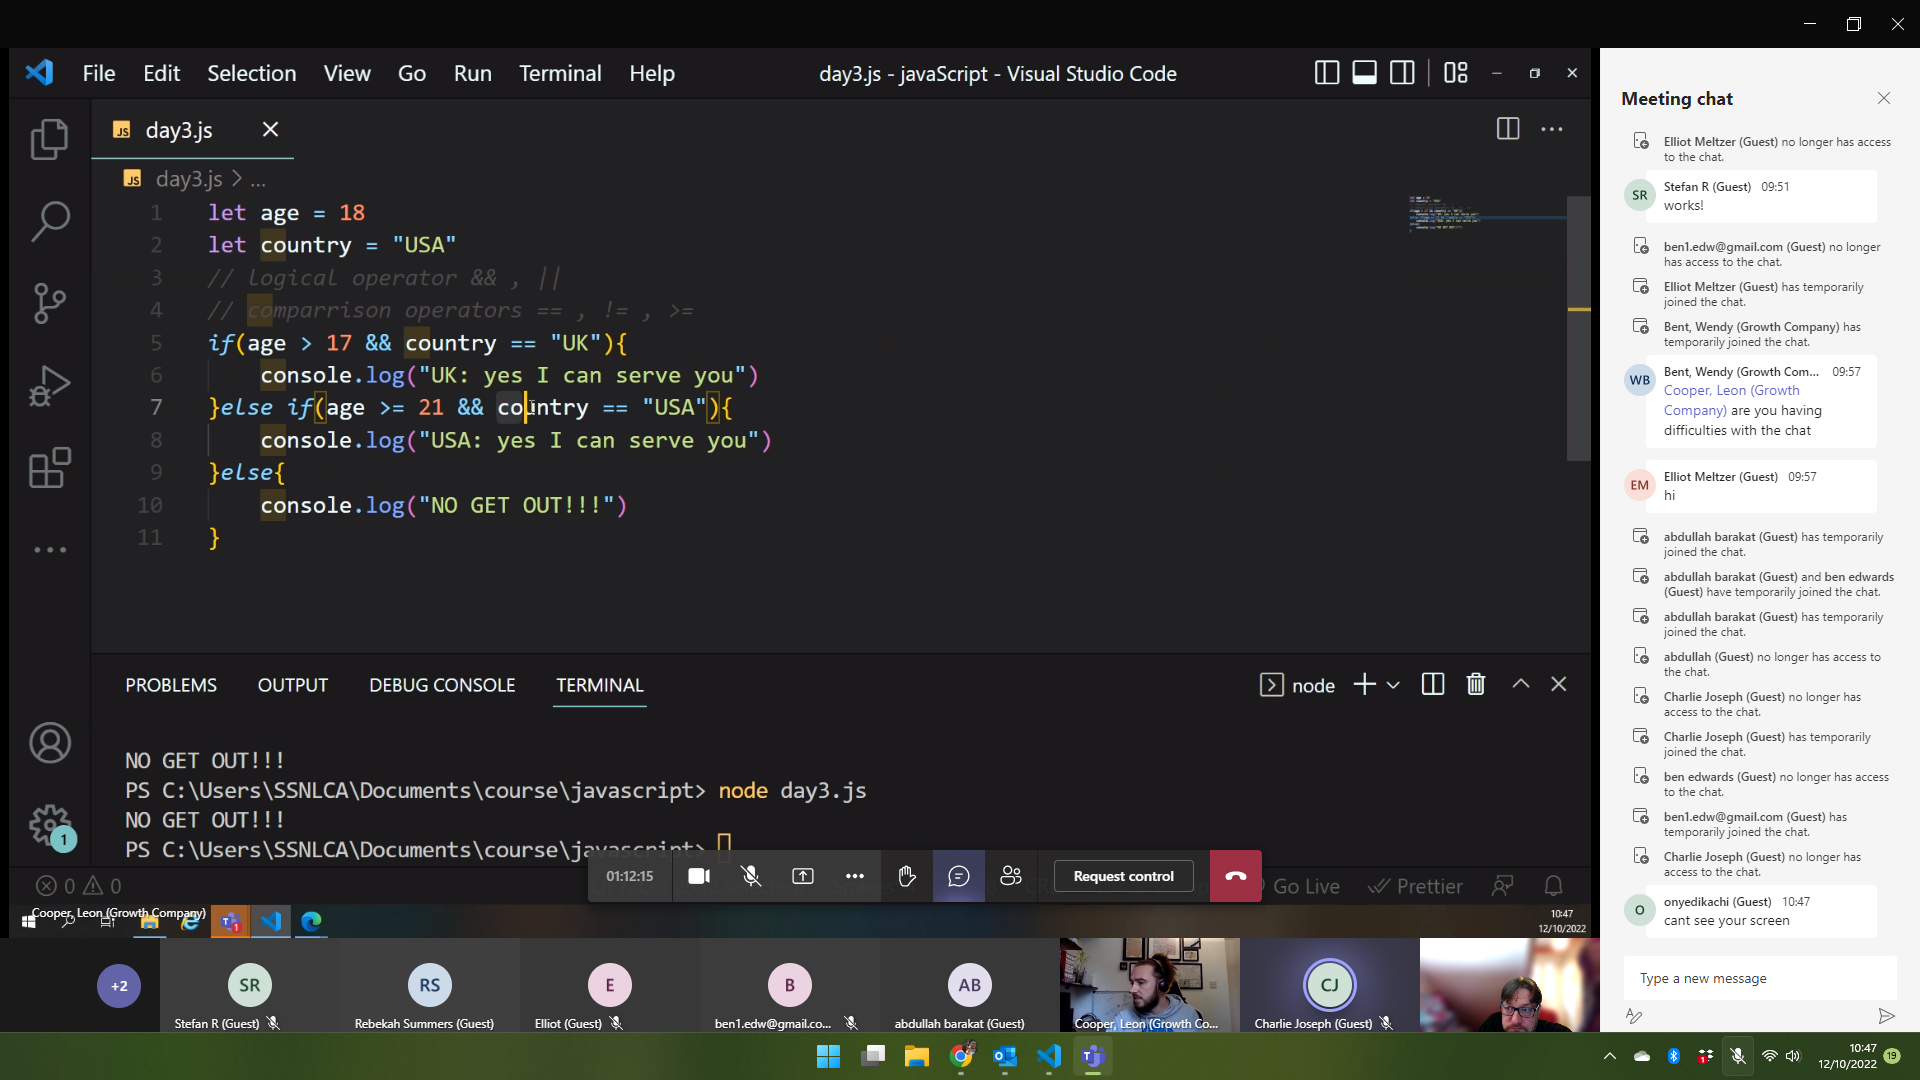 File Edit Selection View Go Run Terminal Help
day3.js - javaScript - Visual Studio Code
JS day3.js
JS day3.js > ...
1 let age = 18
2 let country = "USA"
3 // logical operator && , ||
4 // comparrison operators == , != , >=
5 if(age > 17 && country == "UK"){
6 console.log("UK: yes I can serve you")
7 }else if(age >= 21 && country == "USA"){
8 console.log("USA: yes I can serve you")
9 }else{
10 console.log("NO GET OUT!!!")
11 }
PROBLEMS OUTPUT DEBUG CONSOLE TERMINAL
node
NO GET OUT!!!
PS C:\Users\SSNLCA\Documents\course\javascript> node day3.js
NO GET OUT!!!
PS C:\Users\SSNLCA\Documents\course\javascript>
1
01:12:15
Request control
0 0
Go Live Prettier
Cooper, Leon (Growth Company)
10:47
12/10/2022
+2
SR
Stefan R (Guest)
RS
Rebekah Summers (Guest)
E
Elliot (Guest)
B
ben1.edw@gmail.co...
AB
abdullah barakat (Guest)
Cooper, Leon (Growth Co...
CJ
Charlie Joseph (Guest)
Meeting chat
Elliot Meltzer (Guest) no longer has access
to the chat.
SR
Stefan R (Guest) 09:51
works!
ben1.edw@gmail.com (Guest) no longer
has access to the chat.
Elliot Meltzer (Guest) has temporarily
joined the chat.
Bent, Wendy (Growth Company) has
temporarily joined the chat.
WB
Bent, Wendy (Growth Com... 09:57
Cooper, Leon (Growth
Company) are you having
difficulties with the chat
EM
Elliot Meltzer (Guest) 09:57
hi
abdullah barakat (Guest) has temporarily
joined the chat.
abdullah barakat (Guest) and ben edwards
(Guest) have temporarily joined the chat.
abdullah barakat (Guest) has temporarily
joined the chat.
abdullah (Guest) no longer has access to
the chat.
Charlie Joseph (Guest) no longer has
access to the chat.
Charlie Joseph (Guest) has temporarily
joined the chat.
ben edwards (Guest) no longer has access
to the chat.
ben1.edw@gmail.com (Guest) has
temporarily joined the chat.
Charlie Joseph (Guest) no longer has
access to the chat.
O
onyedikachi (Guest) 10:47
cant see your screen
Type a new message
10:47
12/10/2022
19